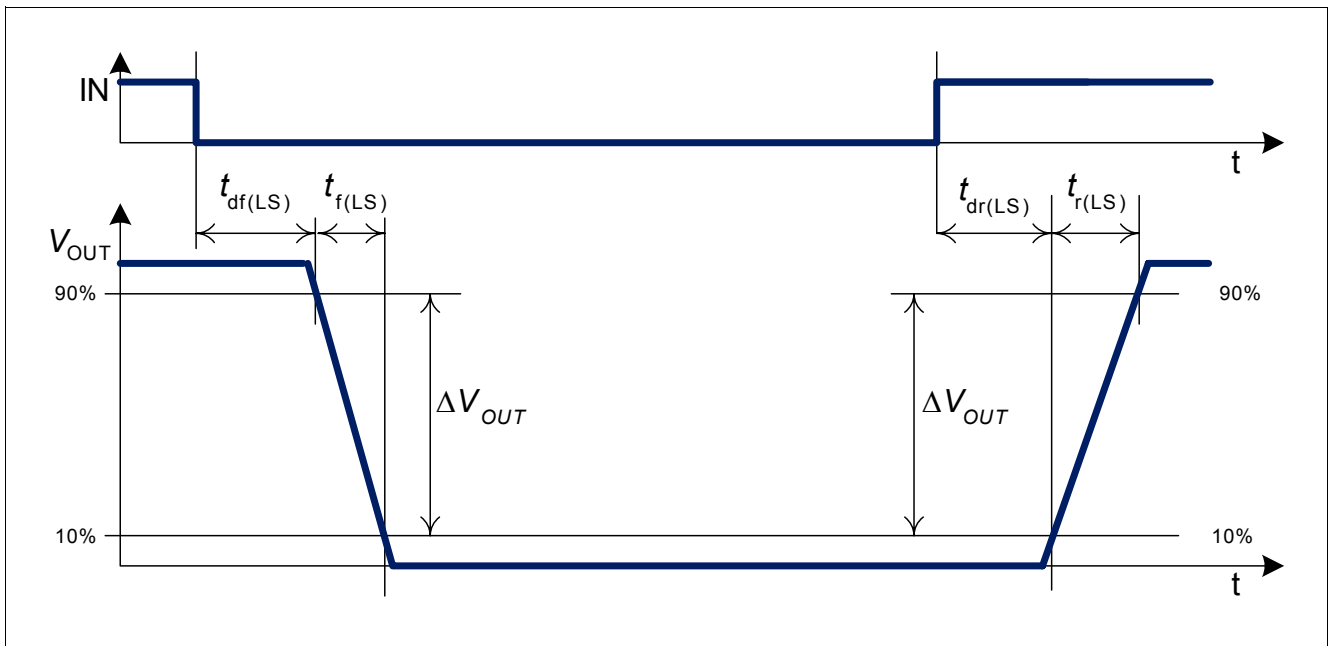 IN
t
tdf(LS) tf(LS) tdr(LS) tr(LS)
VOUT
90% 90%
ΔVOUT ΔVOUT
10% 10%
t